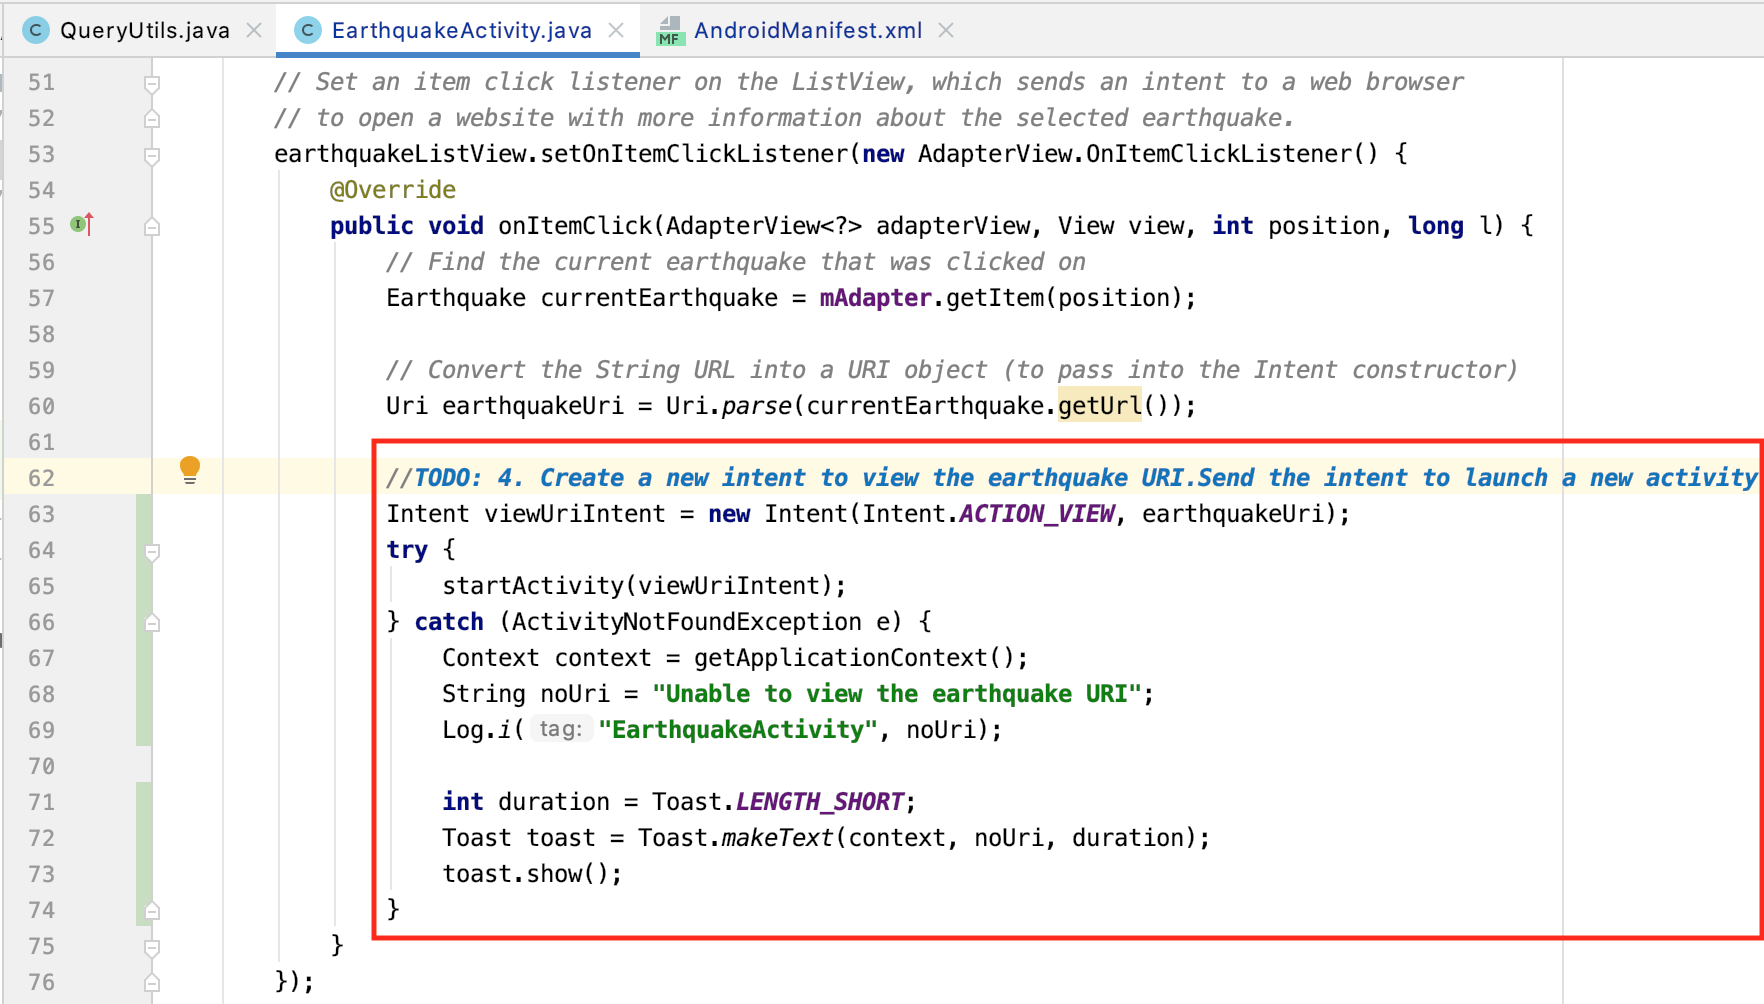 C QueryUtils.java C EarthquakeActivity.java MF AndroidManifest.xml
51 // Set an item click listener on the ListView, which sends an intent to a web browser
52 // to open a website with more information about the selected earthquake.
53 earthquakeListView.setOnItemClickListener(new AdapterView.OnItemClickListener() {
54 @Override
55 I public void onItemClick(AdapterView<?> adapterView, View view, int position, long l) {
56 // Find the current earthquake that was clicked on
57 Earthquake currentEarthquake = mAdapter.getItem(position);
58
59 // Convert the String URL into a URI object (to pass into the Intent constructor)
60 Uri earthquakeUri = Uri.parse(currentEarthquake.getUrl());
61
62 //TODO: 4. Create a new intent to view the earthquake URI.Send the intent to launch a new activity
63 Intent viewUriIntent = new Intent(Intent.ACTION_VIEW, earthquakeUri);
64 try {
65 startActivity(viewUriIntent);
66 } catch (ActivityNotFoundException e) {
67 Context context = getApplicationContext();
68 String noUri = "Unable to view the earthquake URI";
69 Log.i( tag: "EarthquakeActivity", noUri);
70
71 int duration = Toast.LENGTH_SHORT;
72 Toast toast = Toast.makeText(context, noUri, duration);
73 toast.show();
74 }
75 }
76 });